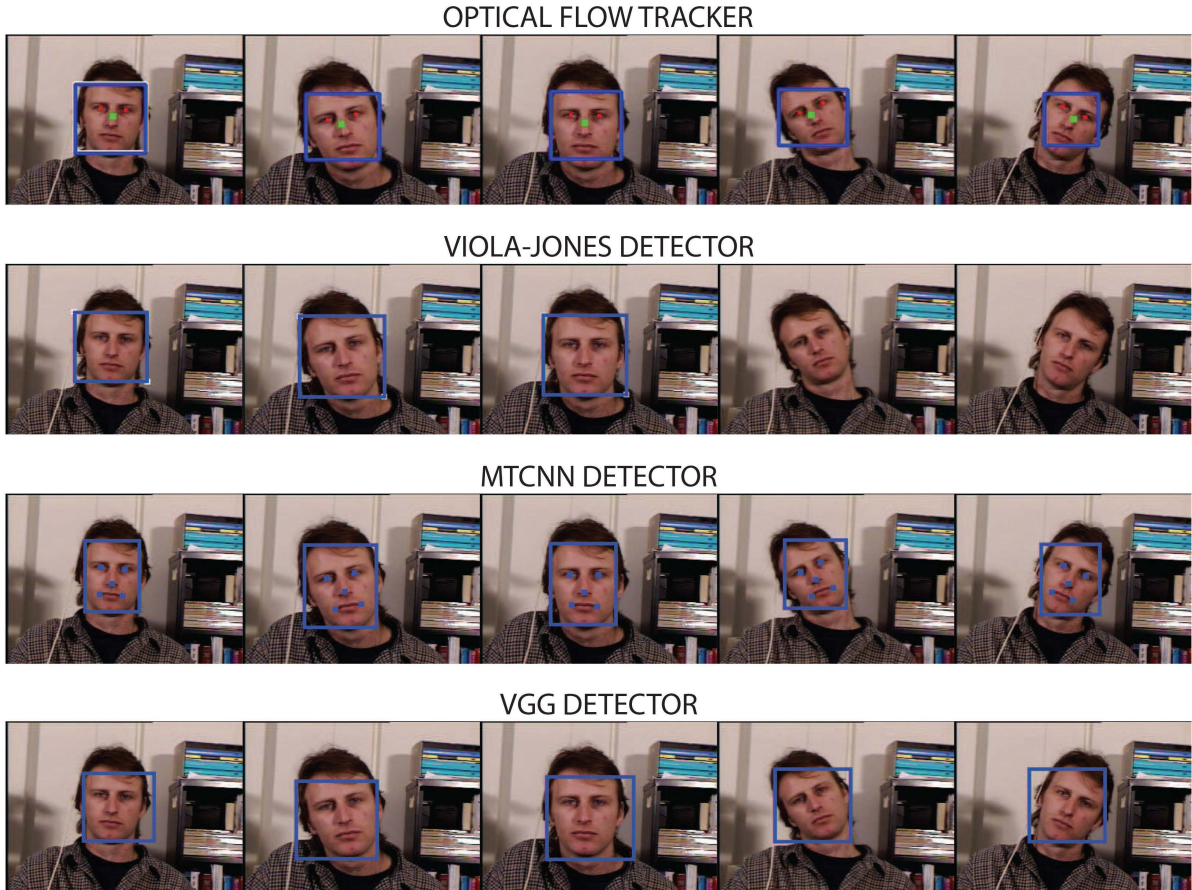 OPTICAL FLOW TRACKER
VIOLA-JONES DETECTOR
MTCNN DETECTOR
VGG DETECTOR